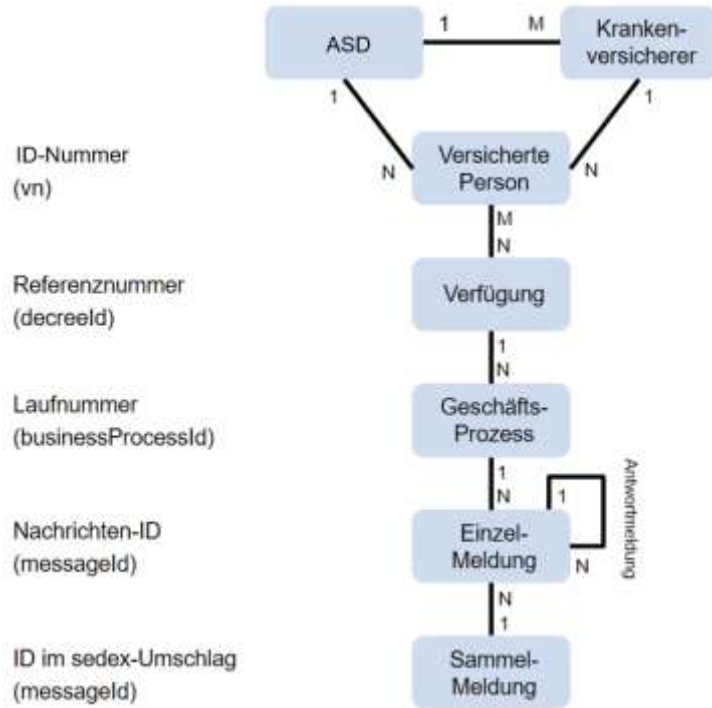 1 M
ASD
Kranken-
versicherer
1 1
ID-Nummer
(vn)
N
Versicherte
Person
N
M
N
Referenznummer
(decreeId)
Verfügung
1
N
Laufnummer
(businessProcessId)
Geschäfts-
Prozess
1
N
1
Antwortmeldung
Nachrichten-ID
(messageId)
Einzel-
Meldung
N
N
1
ID im sedex-Umschlag
(messageId)
Sammel-
Meldung